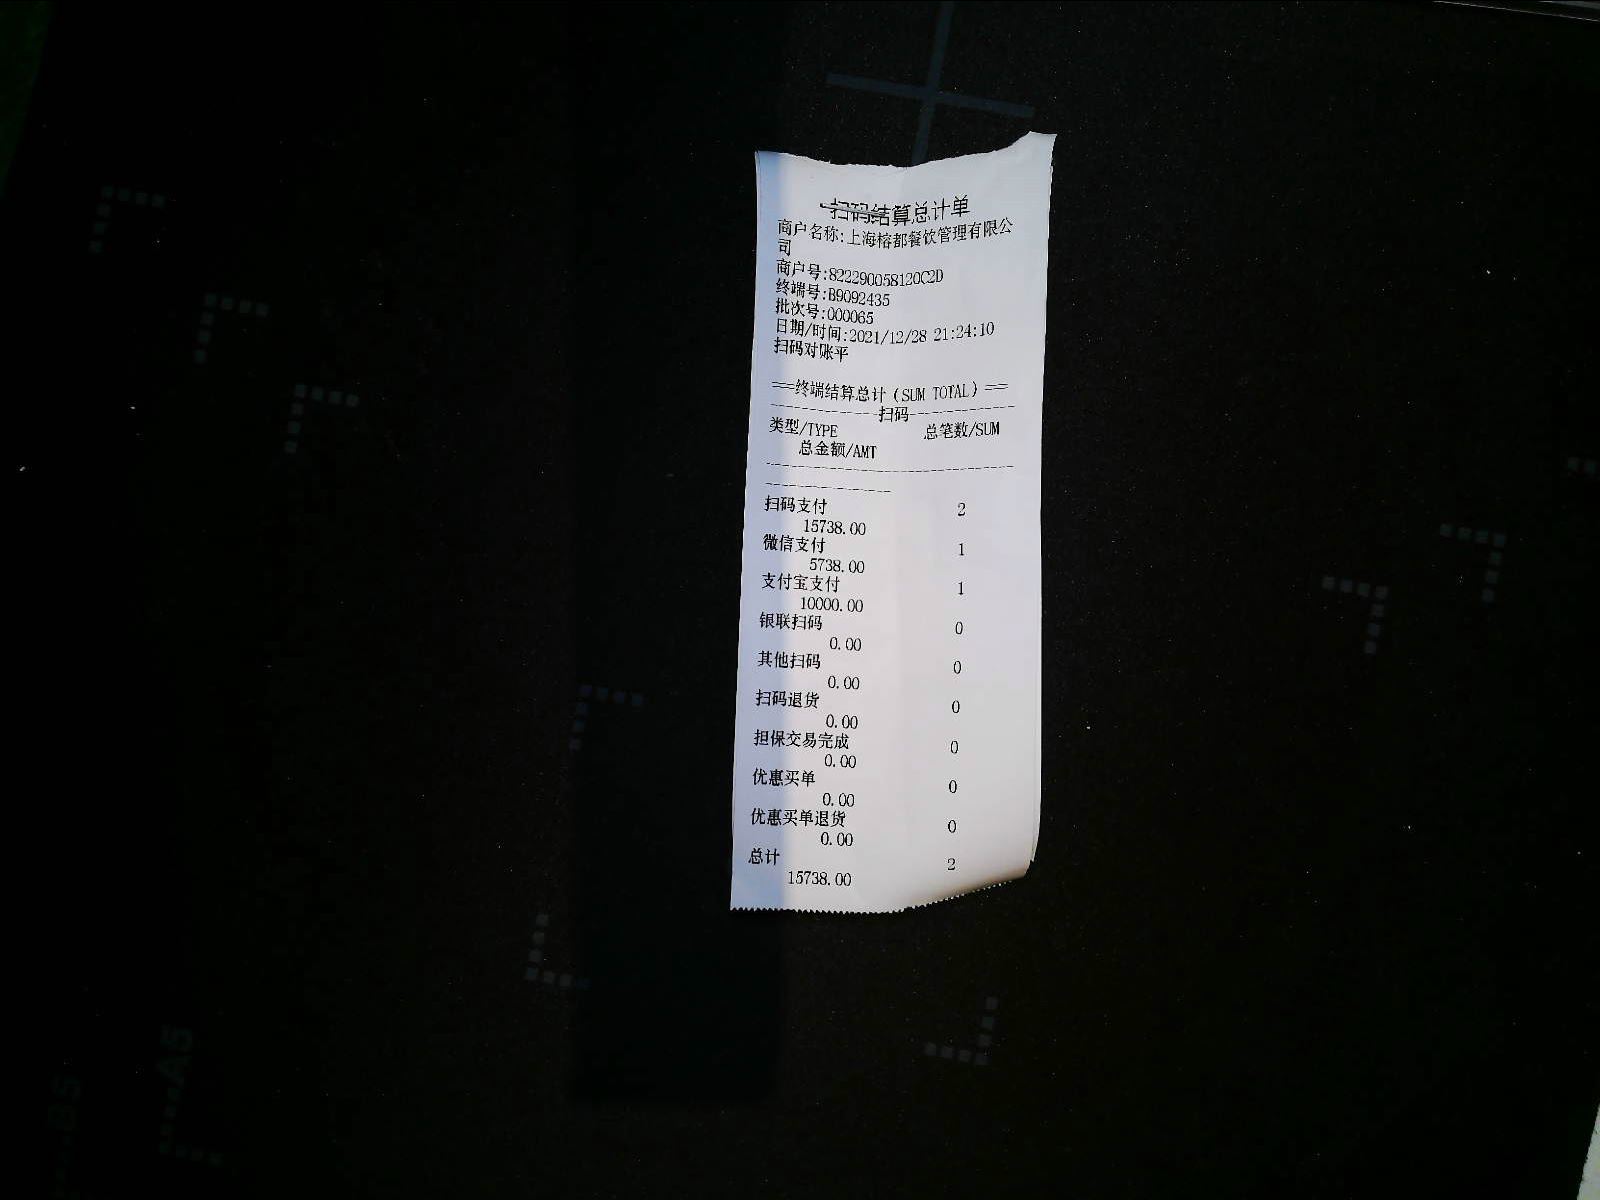 扫码结算总计单
商户名称:上海榕都餐饮管理有限公
司
商户号:822290058120C2D
终端号:B9092435
批次号:000065
日期/时间:2021/12/28 21:24:10
扫码对账平
===终端结算总计(SUM TOTAL)===
--------------扫码--------------
类型/TYPE 总笔数/SUM
总金额/AMT
扫码支付 2
15738.00
微信支付 1
5738.00
支付宝支付 1
10000.00
银联扫码 0
0.00
其他扫码 0
0.00
扫码退货 0
0.00
担保交易完成 0
0.00
优惠买单 0
0.00
优惠买单退货 0
0.00
总计 2
15738.00
A5
B5